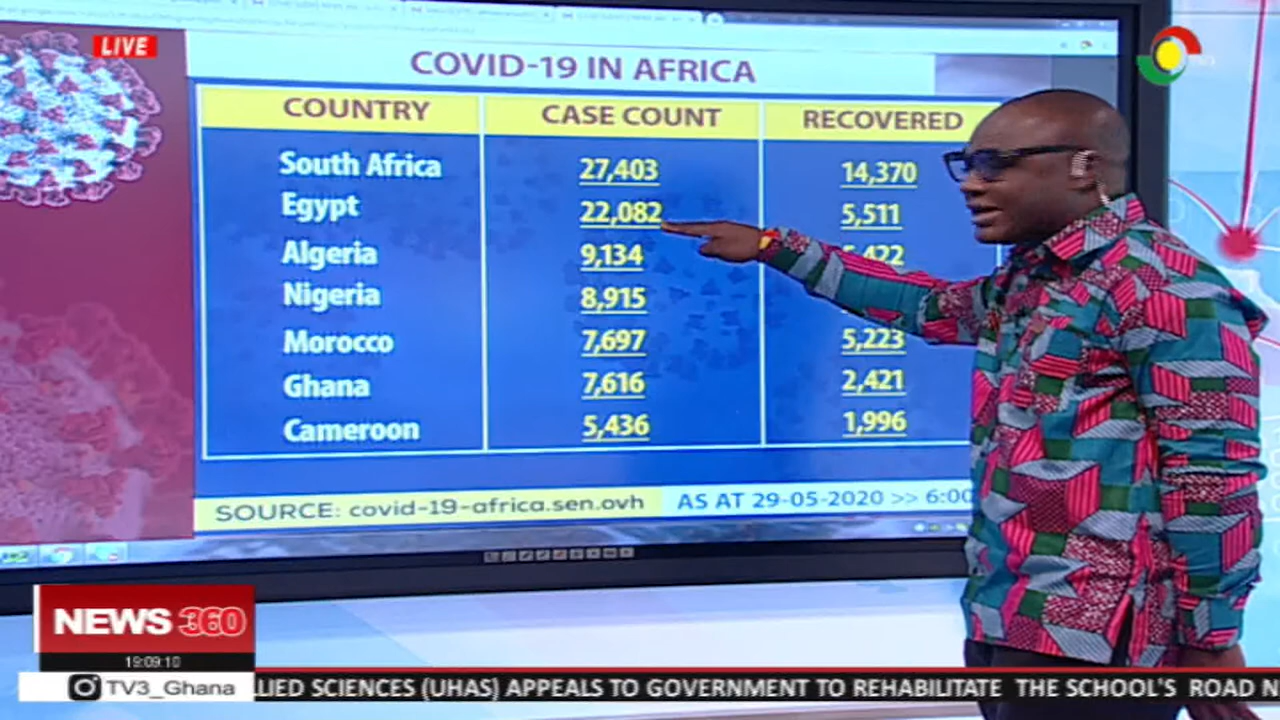 LIVE
COVID-19 IN AFRICA
COUNTRY CASE COUNT RECOVERED
South Africa 27,403 14,370
Egypt 22,082 5,511
Algeria 9,134
Nigeria 8,915
Morocco 7,697 5,223
Ghana 7,616 2,421
Cameroon 5,436 1,996
SOURCE: covid-19-africa.sen.ovh AS AT 29-05-2020 >> 6:00
NEWS 360
19:09:10
TV3_Ghana
LIED SCIENCES (UHAS) APPEALS TO GOVERNMENT TO REHABILITATE THE SCHOOL'S ROAD N